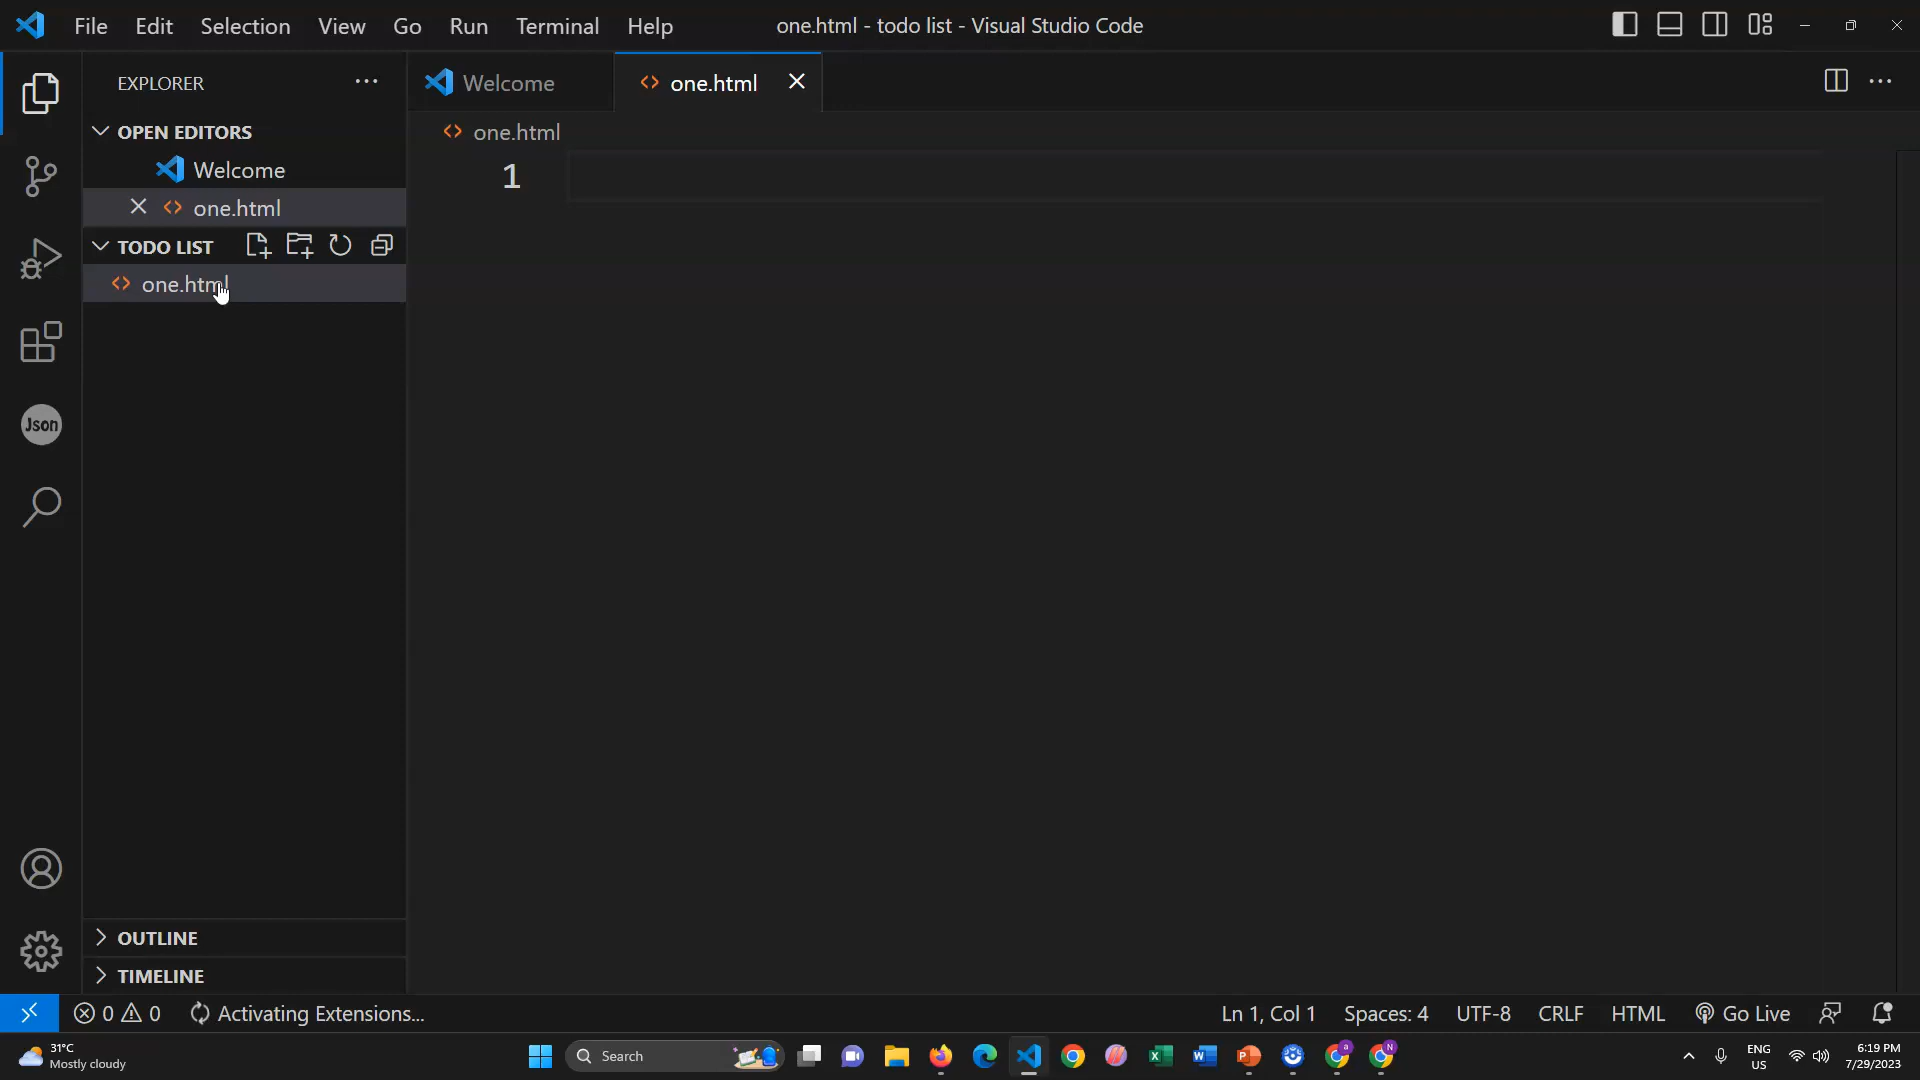 File Edit Selection View Go Run Terminal Help one.html - todo list - Visual Studio Code
EXPLORER
Welcome
one.html
OPEN EDITORS
one.html
Welcome
1
one.html
TODO LIST
one.html
Json
OUTLINE
TIMELINE
0 0 Activating Extensions...
Ln 1, Col 1 Spaces: 4 UTF-8 CRLF HTML Go Live
31°C
Mostly cloudy
Search
a
N
ENG
US
6:19 PM
7/29/2023